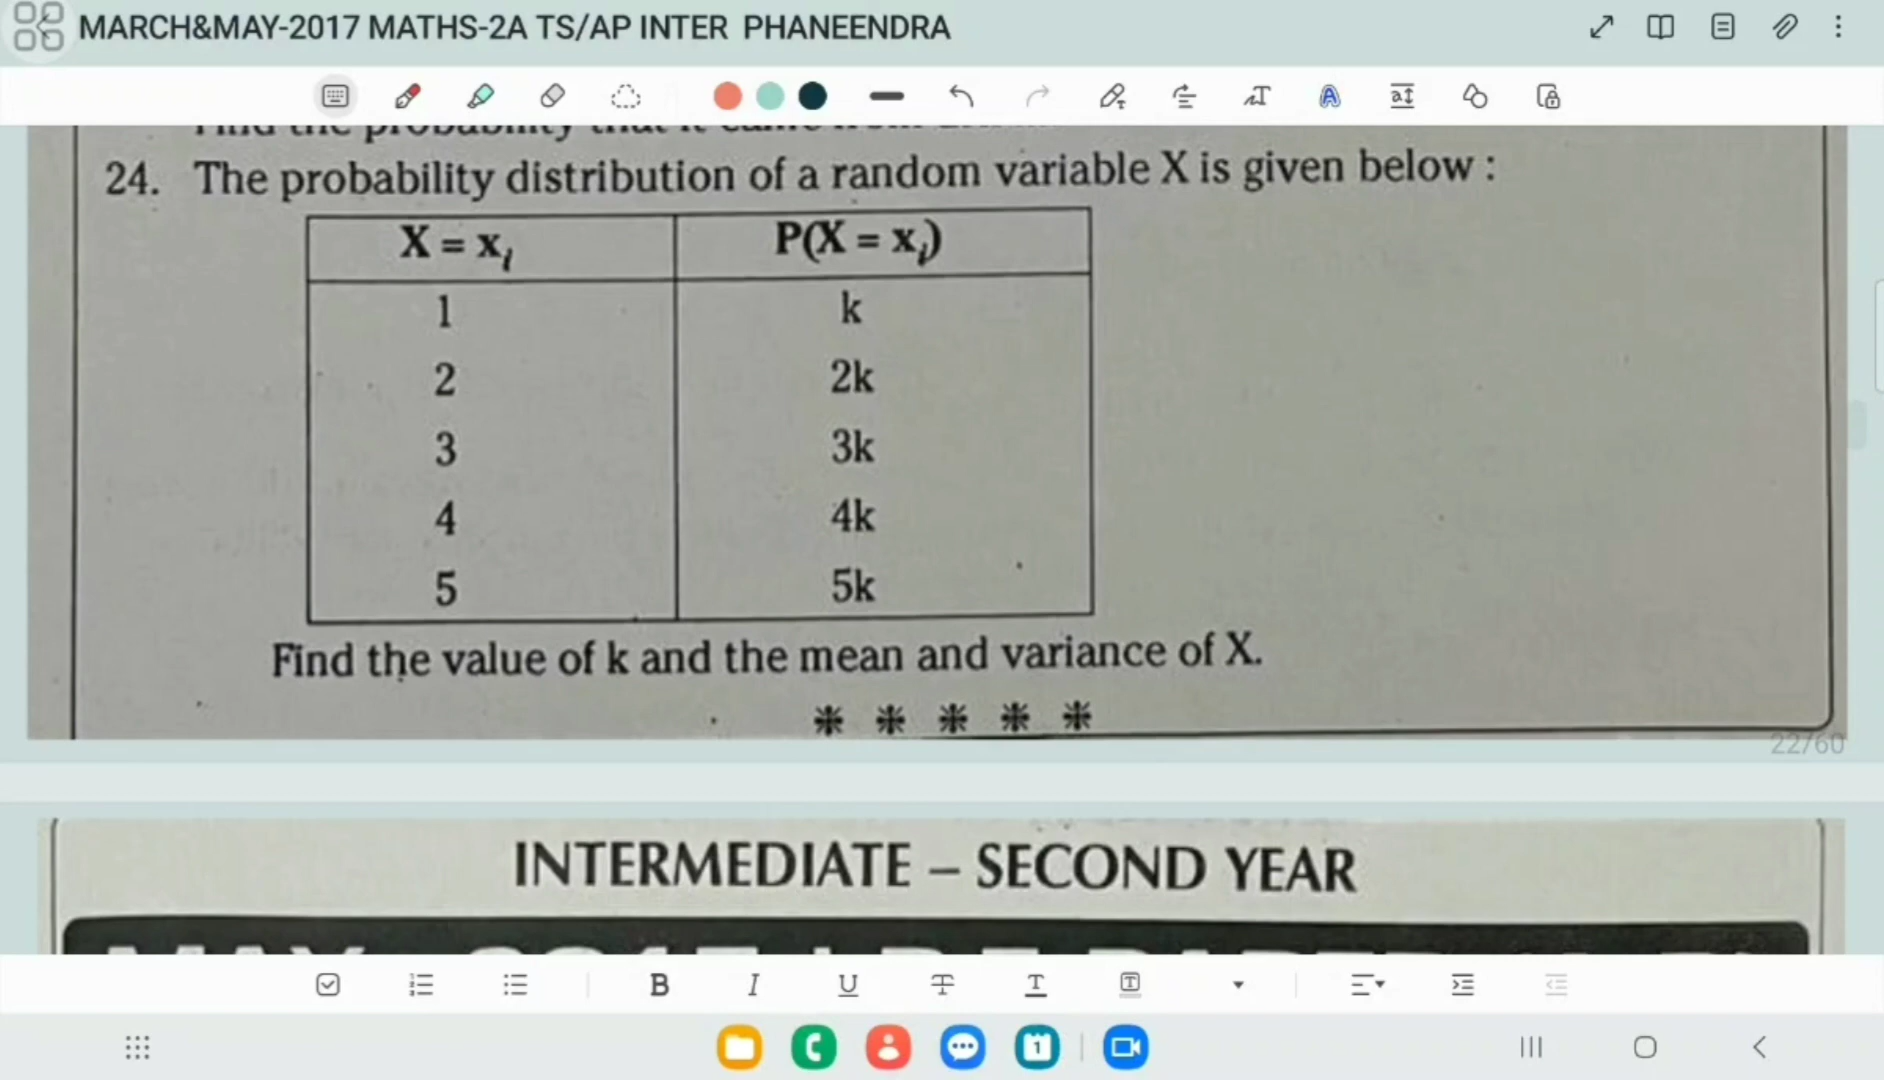 MARCH&MAY-2017 MATHS-2A TS/AP INTER PHANEENDRA
24. The probability distribution of a random variable X is given below :
X = xᵢ P(X = xᵢ)
1 k
2 2k
3 3k
4 4k
5 5k
Find the value of k and the mean and variance of X.
* * * * *
22/60
INTERMEDIATE – SECOND YEAR